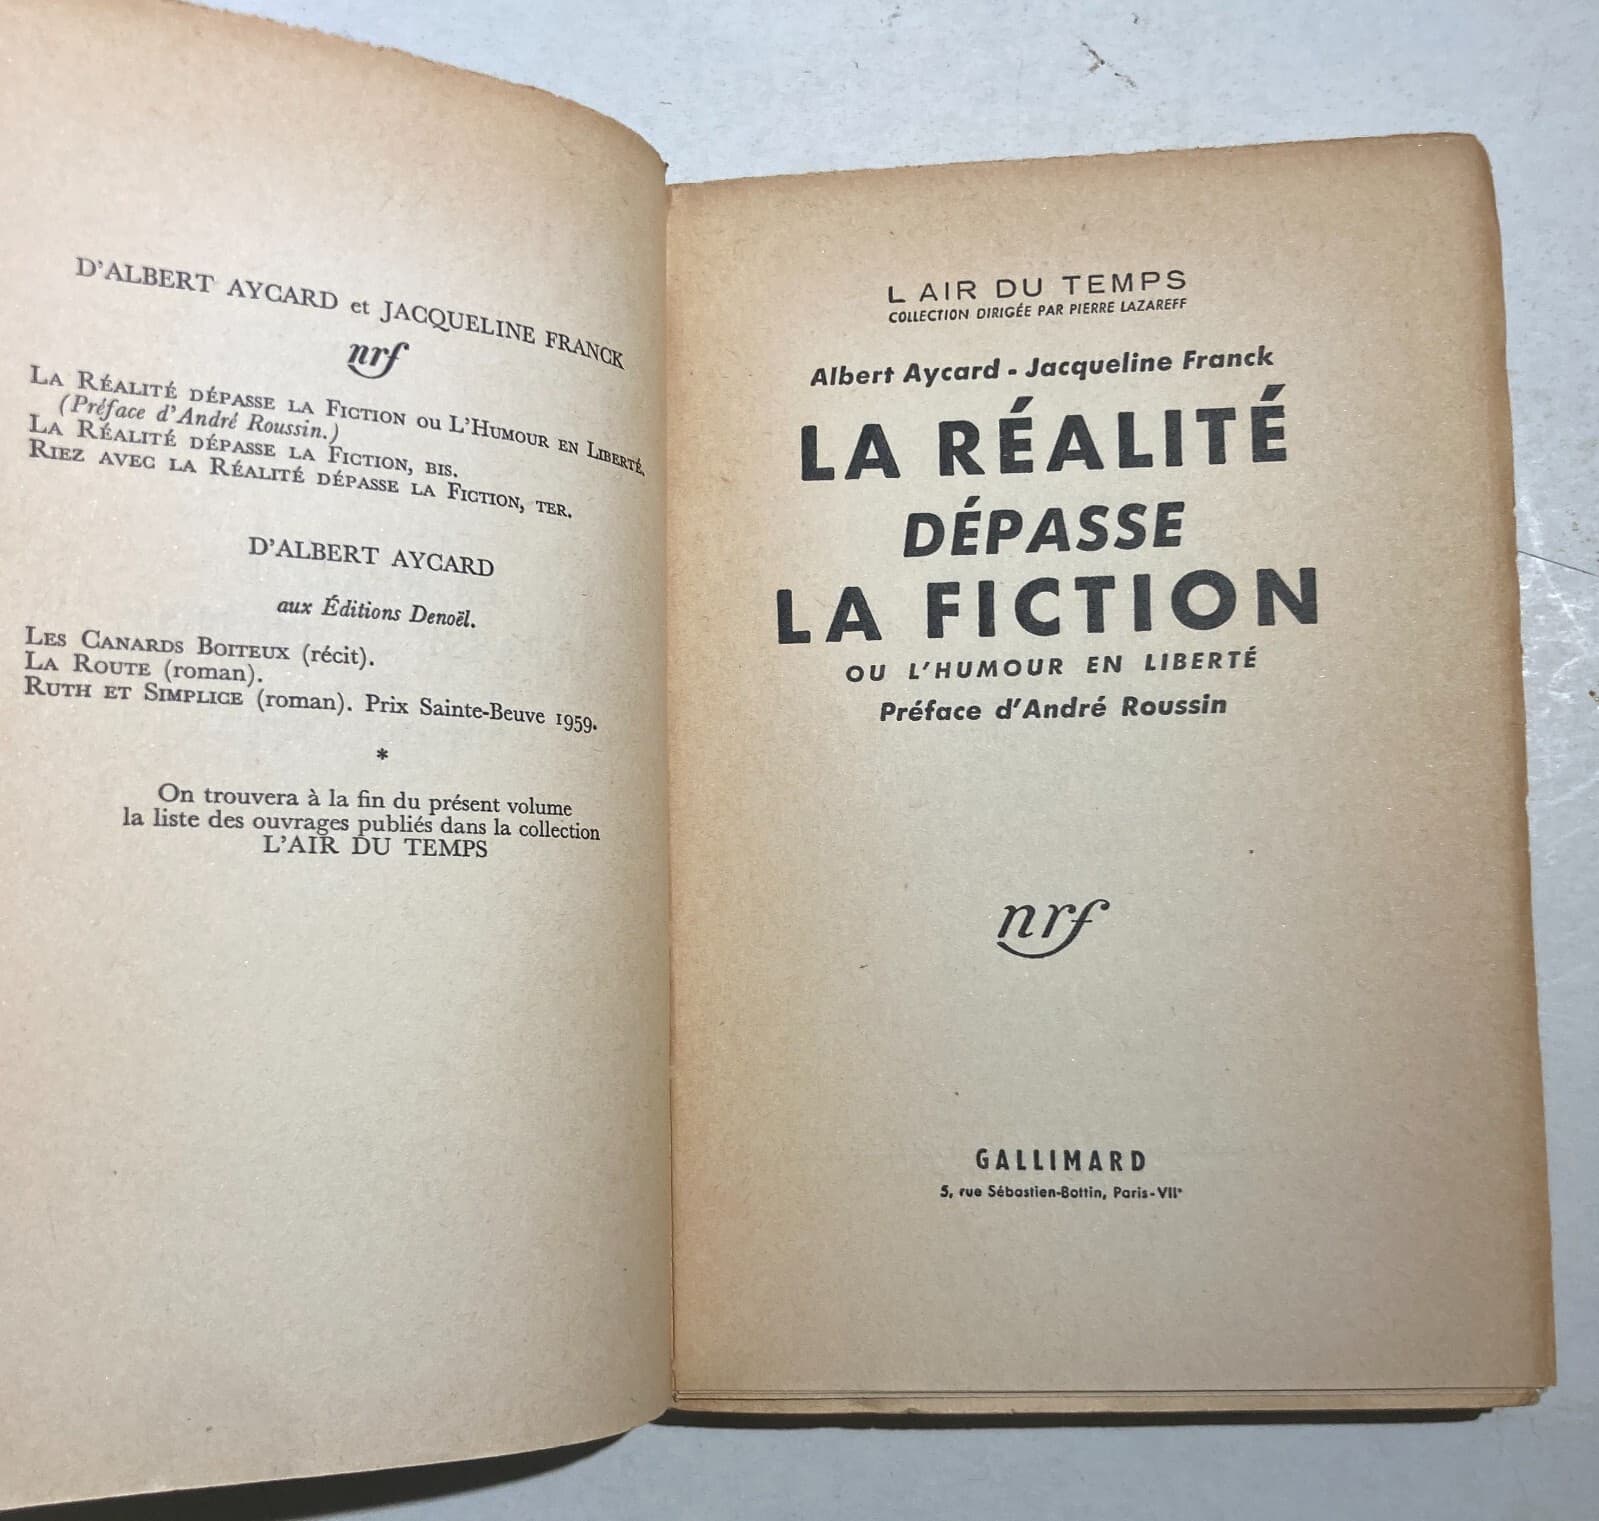 D'ALBERT AYCARD et JACQUELINE FRANCK
nrf
LA RÉALITÉ DÉPASSE LA FICTION OU L'HUMOUR EN LIBERTÉ.
(Préface d'André Roussin.)
LA RÉALITÉ DÉPASSE LA FICTION, BIS.
RIEZ AVEC LA RÉALITÉ DÉPASSE LA FICTION, TER.
D'ALBERT AYCARD
aux Éditions Denoël.
LES CANARDS BOITEUX (récit).
LA ROUTE (roman).
RUTH ET SIMPLICE (roman). Prix Sainte-Beuve 1959.
*
On trouvera à la fin du présent volume
la liste des ouvrages publiés dans la collection
L'AIR DU TEMPS
L AIR DU TEMPS
COLLECTION DIRIGÉE PAR PIERRE LAZAREFF
Albert Aycard - Jacqueline Franck
LA RÉALITÉ
DÉPASSE
LA FICTION
OU L'HUMOUR EN LIBERTÉ
Préface d'André Roussin
nrf
GALLIMARD
5, rue Sébastien-Bottin, Paris-VIIe